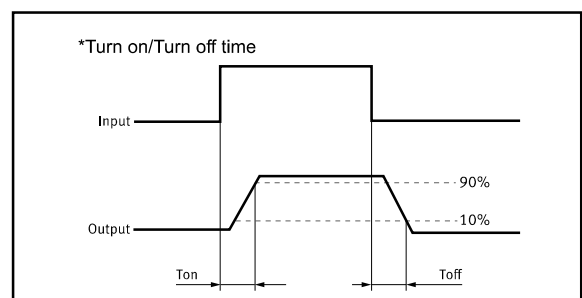 *Turn on/Turn off time
Input
90%
10%
Output
Ton
Toff